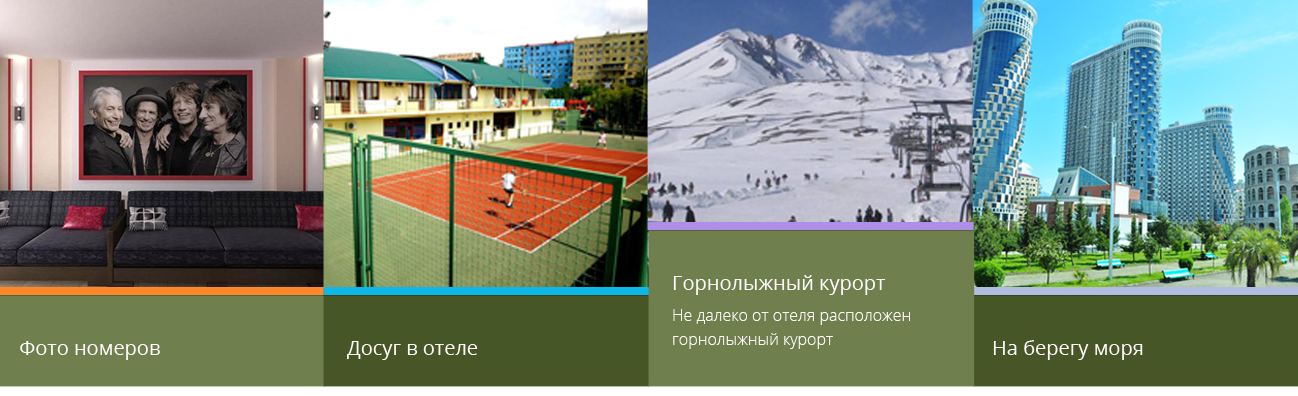 Фото номеров
Досуг в отеле
Горнолыжный курорт
Не далеко от отеля расположен
горнолыжный курорт
На берегу моря